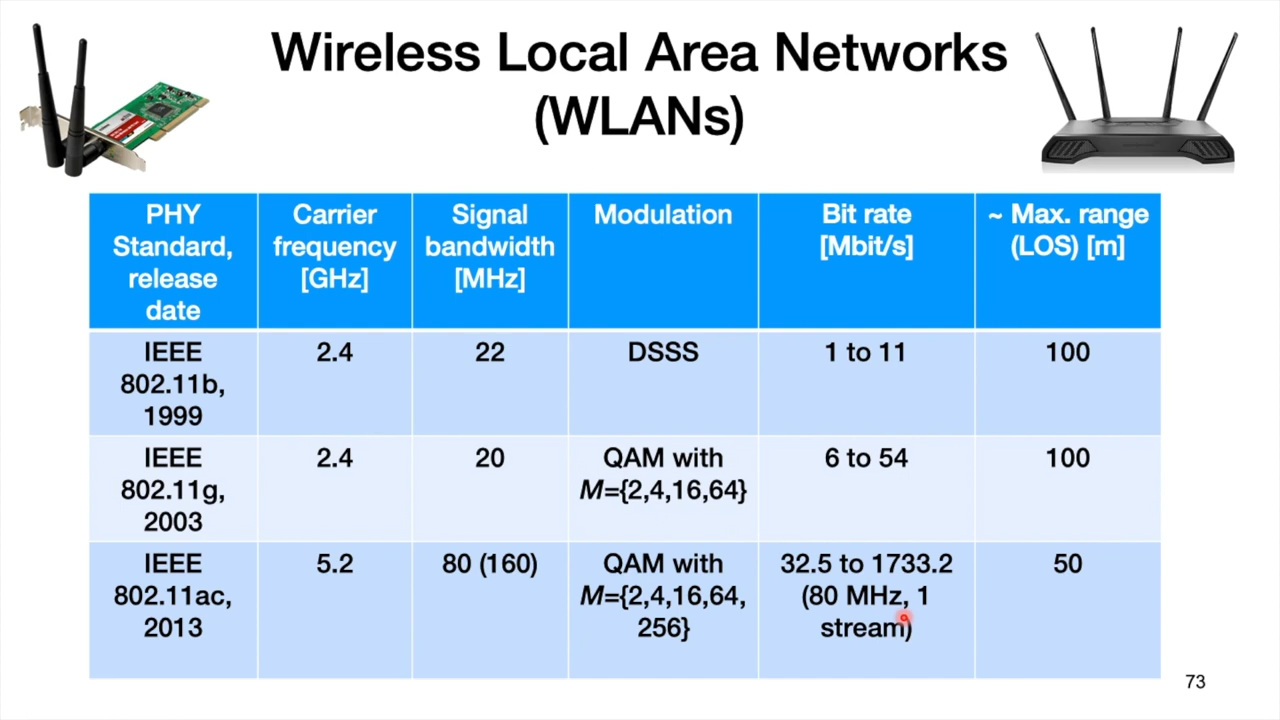 Wireless Local Area Networks
(WLANs)
PHY
Standard,
release
date
Carrier
frequency
[GHz]
Signal
bandwidth
[MHz]
Modulation
Bit rate
[Mbit/s]
~ Max. range
(LOS) [m]
IEEE
802.11b,
1999
2.4
22
DSSS
1 to 11
100
IEEE
802.11g,
2003
2.4
20
QAM with
M={2,4,16,64}
6 to 54
100
IEEE
802.11ac,
2013
5.2
80 (160)
QAM with
M={2,4,16,64,
256}
32.5 to 1733.2
(80 MHz, 1
stream)
50
73